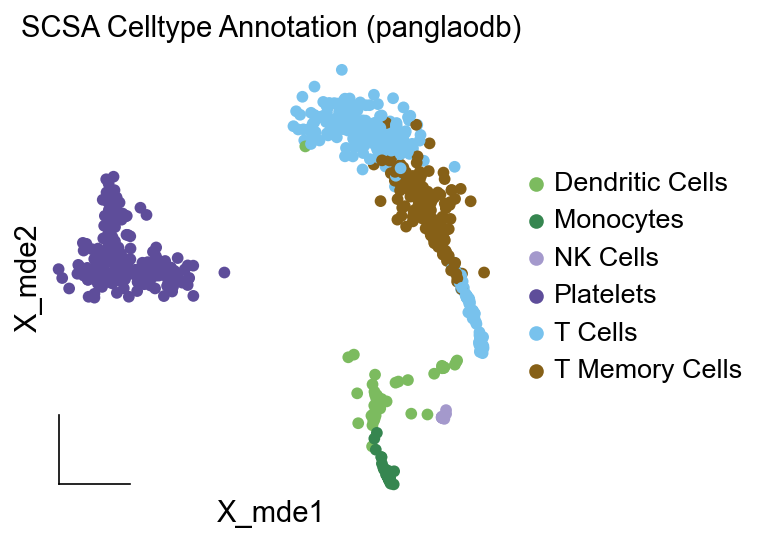 SCSA Celltype Annotation (panglaodb)
X_mde2
Dendritic Cells
Monocytes
NK Cells
Platelets
T Cells
T Memory Cells
X_mde1